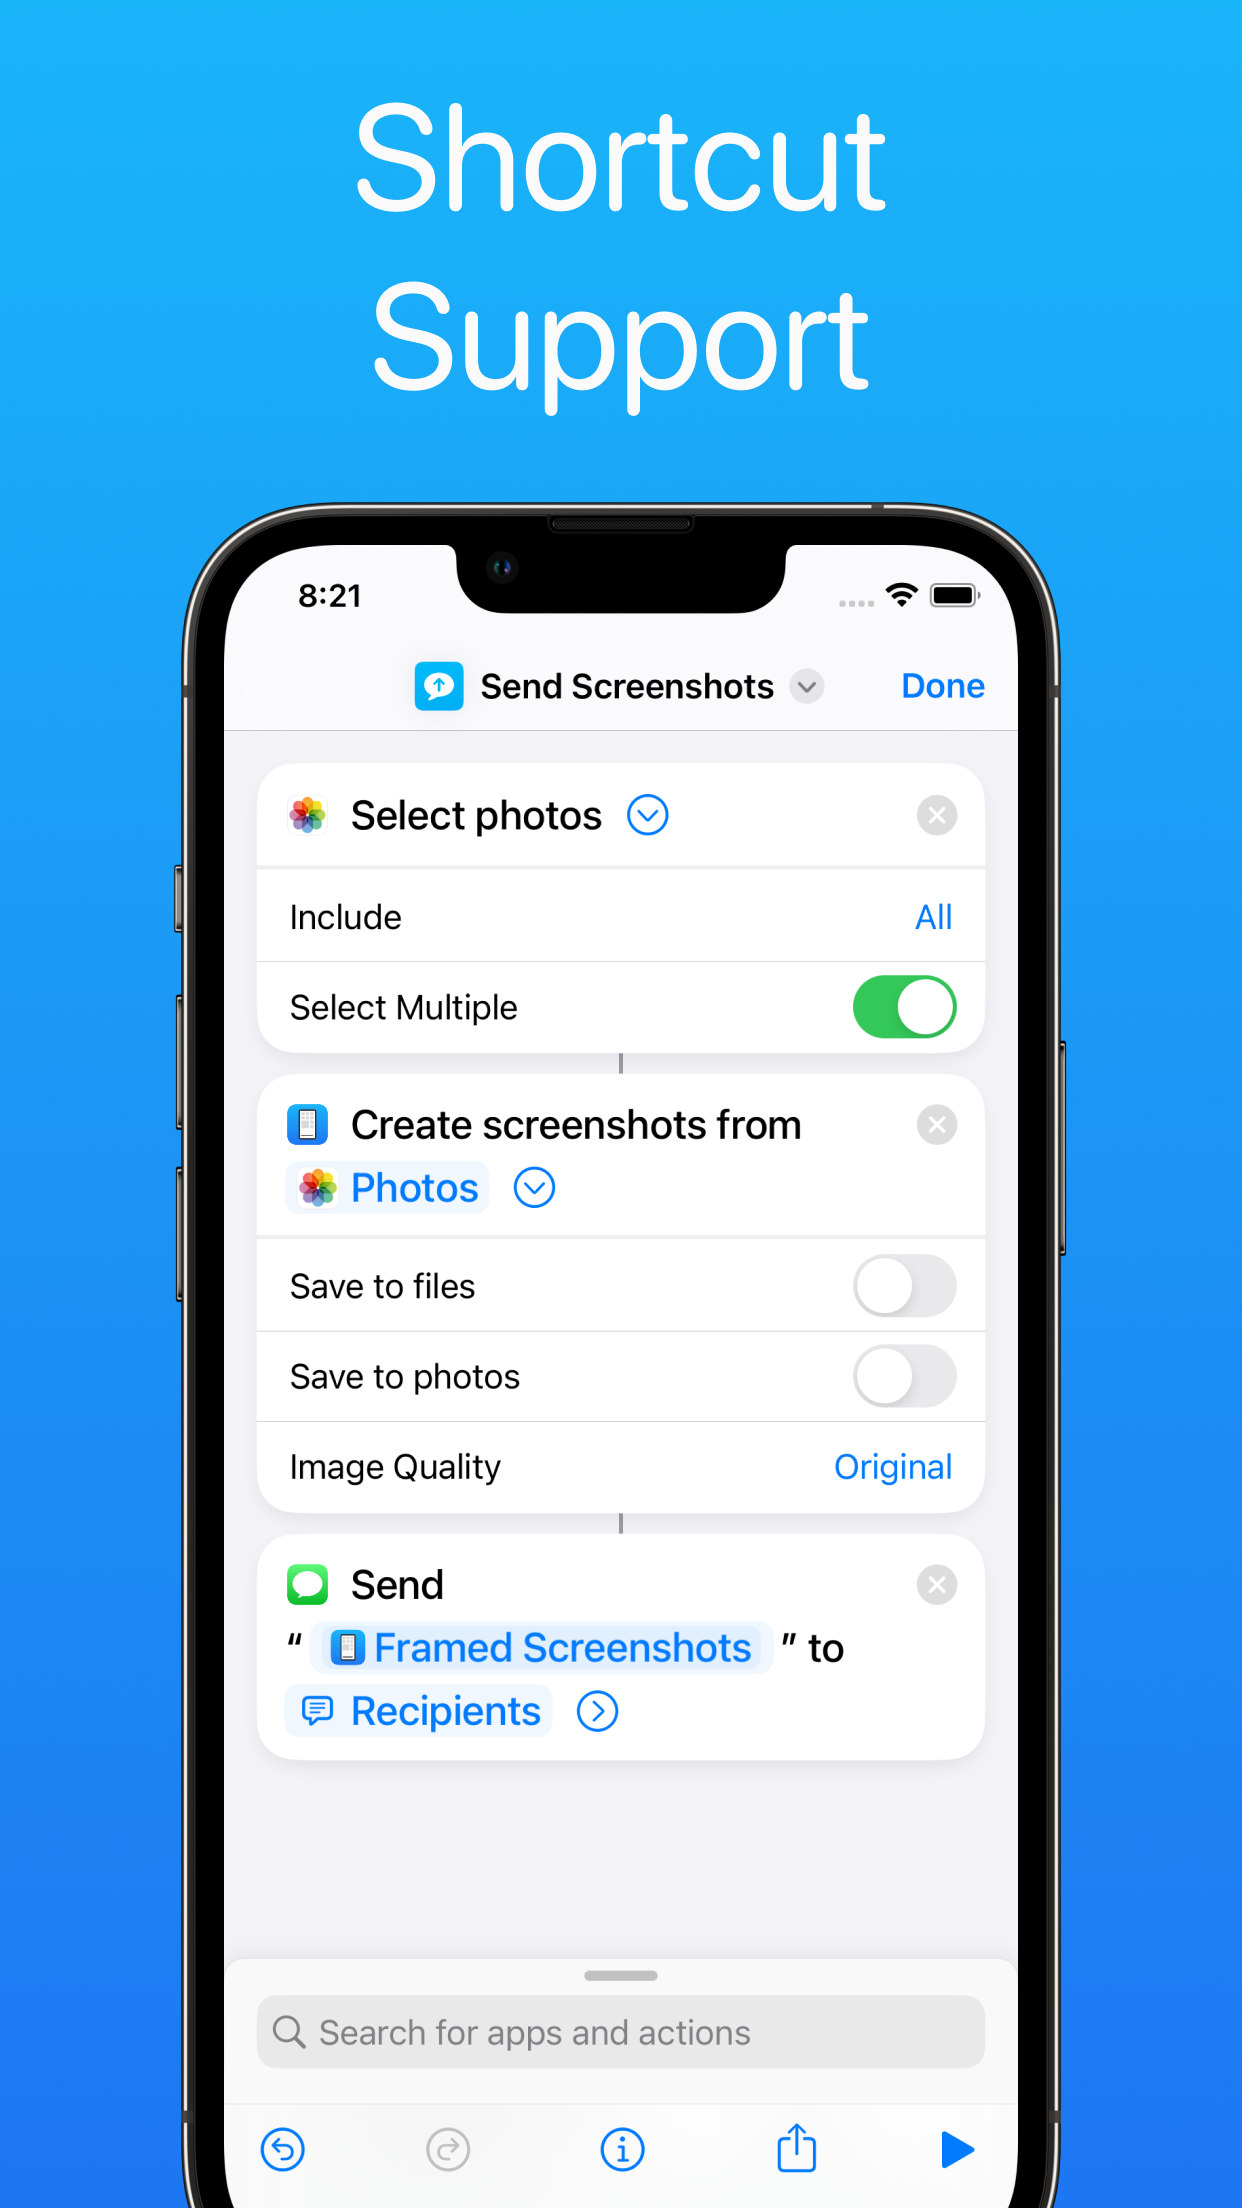 Shortcut
Support
8:21
Send Screenshots
Done
Select photos
Include
All
Select Multiple
Create screenshots from
Photos
Save to files
Save to photos
Image Quality
Original
Send
“ Framed Screenshots ” to
Recipients
Search for apps and actions